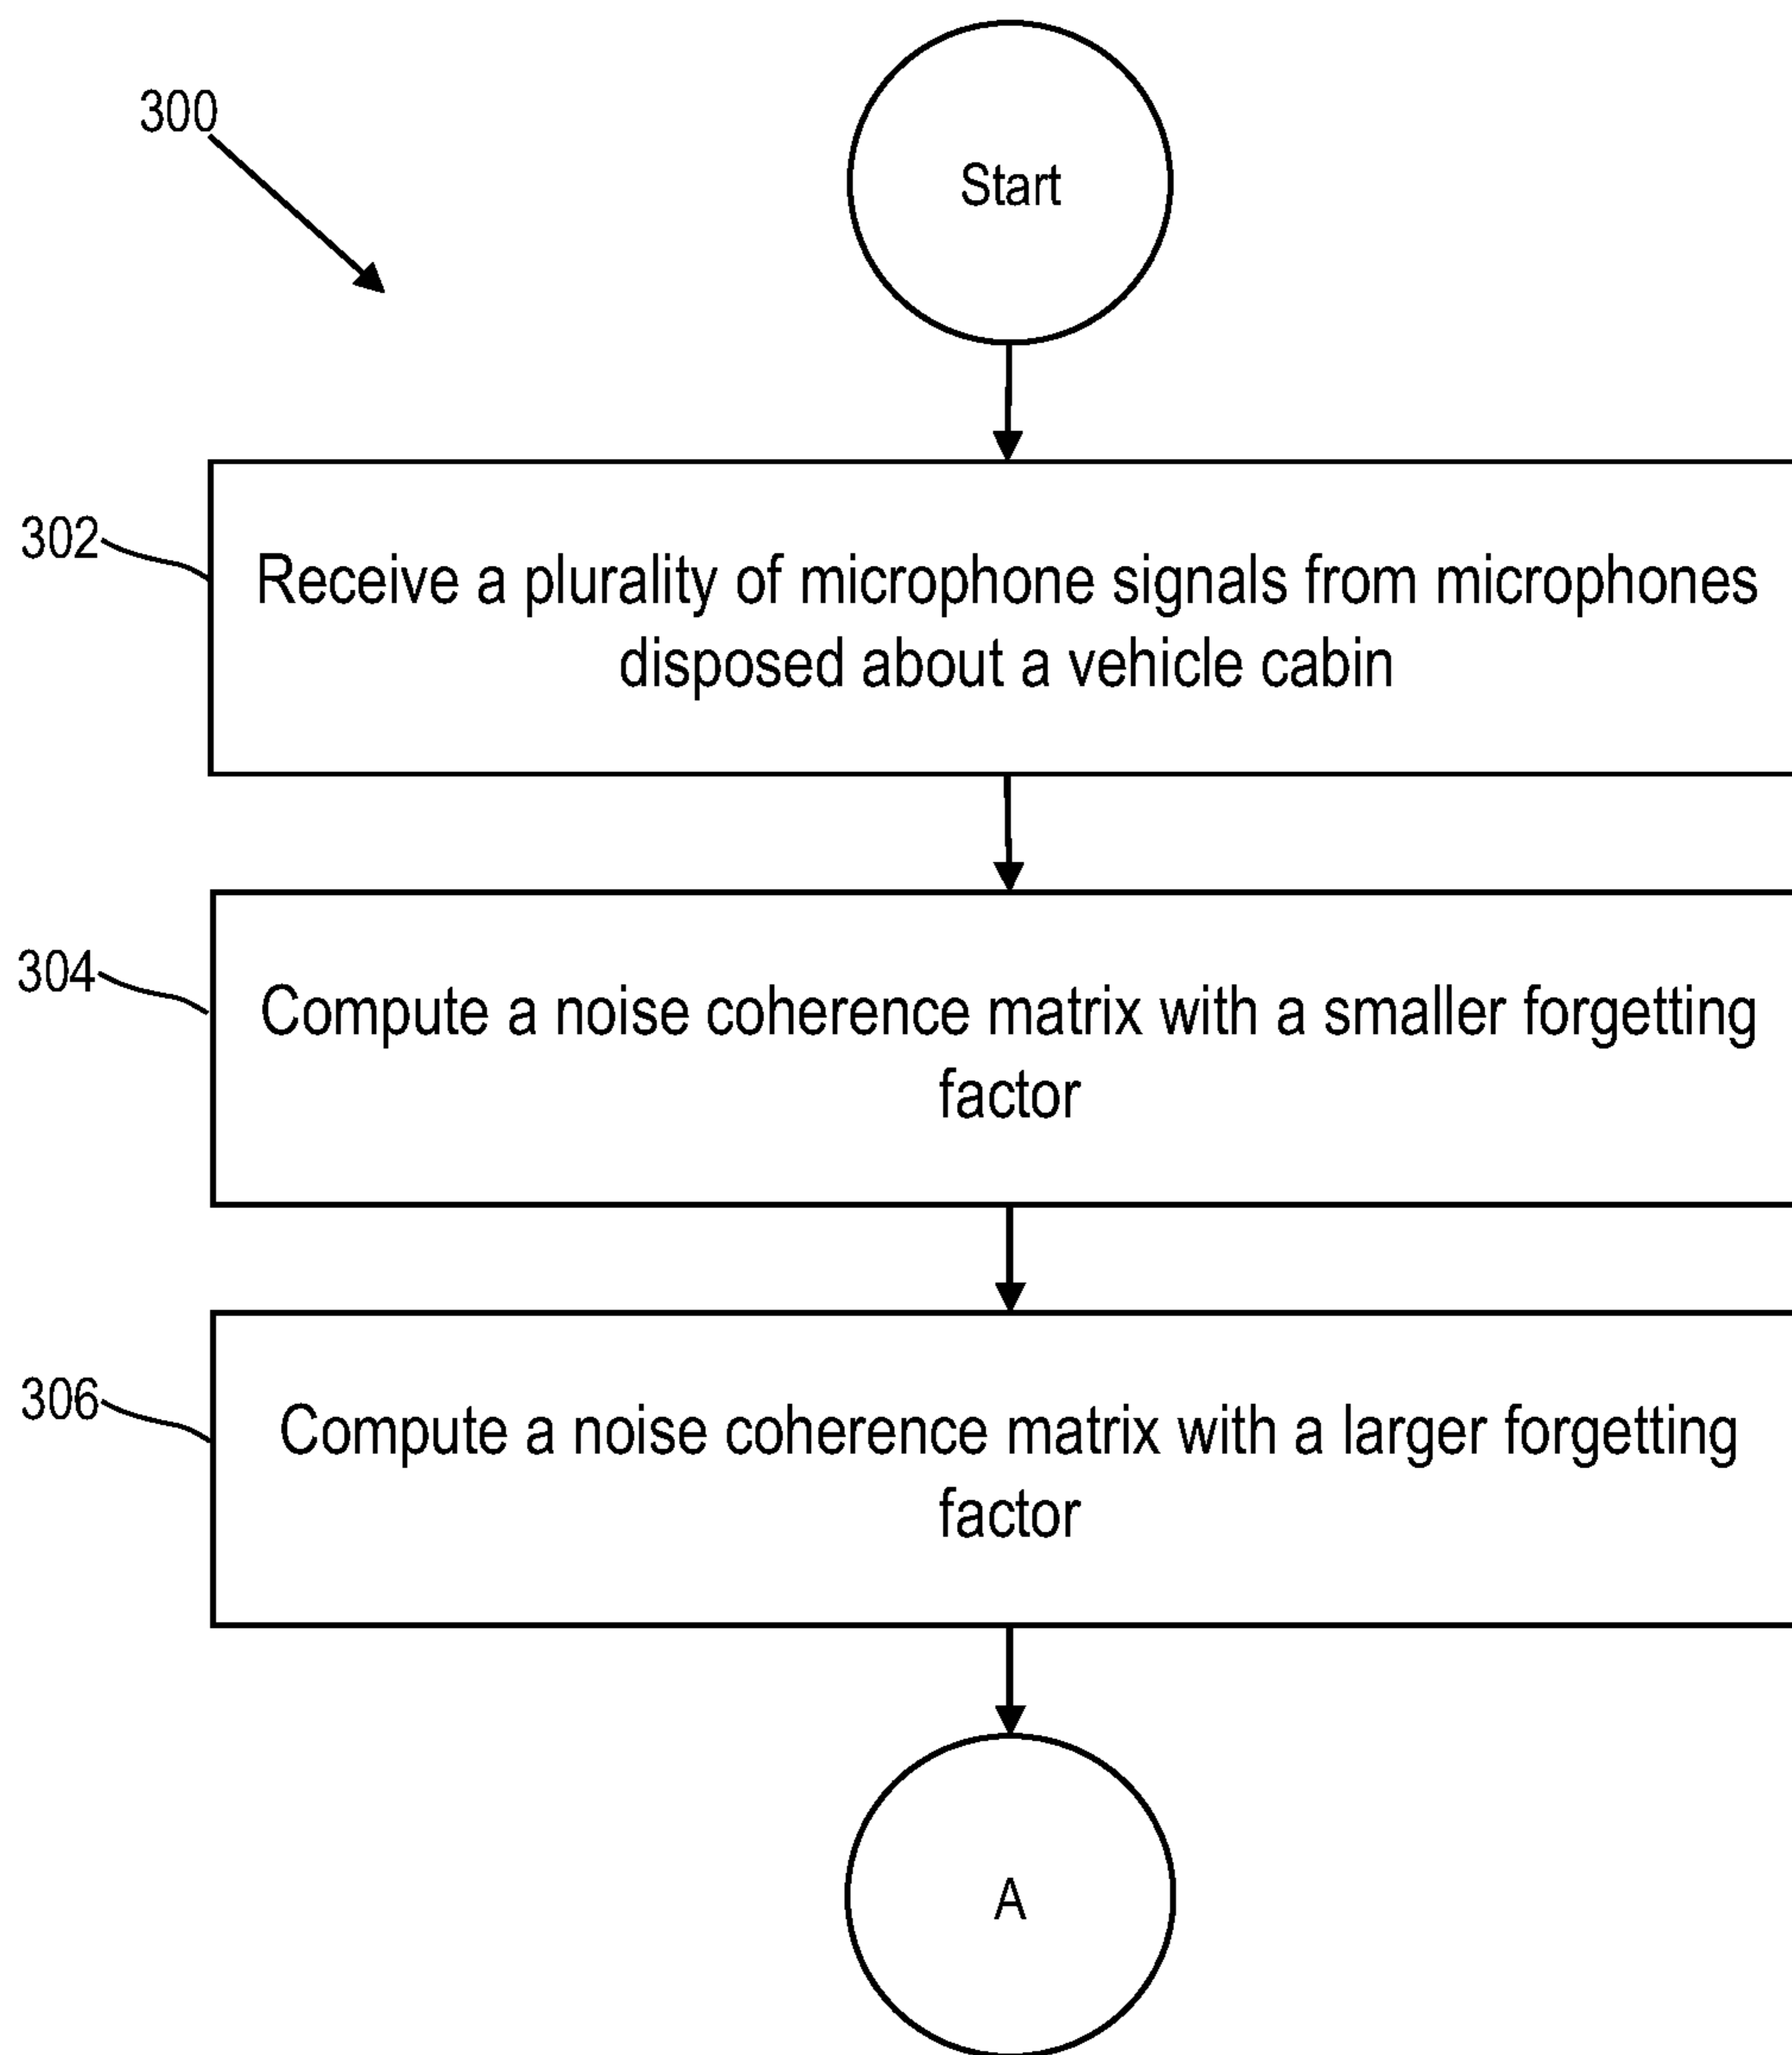 300
Start
302
Receive a plurality of microphone signals from microphones
disposed about a vehicle cabin
304
Compute a noise coherence matrix with a smaller forgetting
factor
306
Compute a noise coherence matrix with a larger forgetting
factor
A